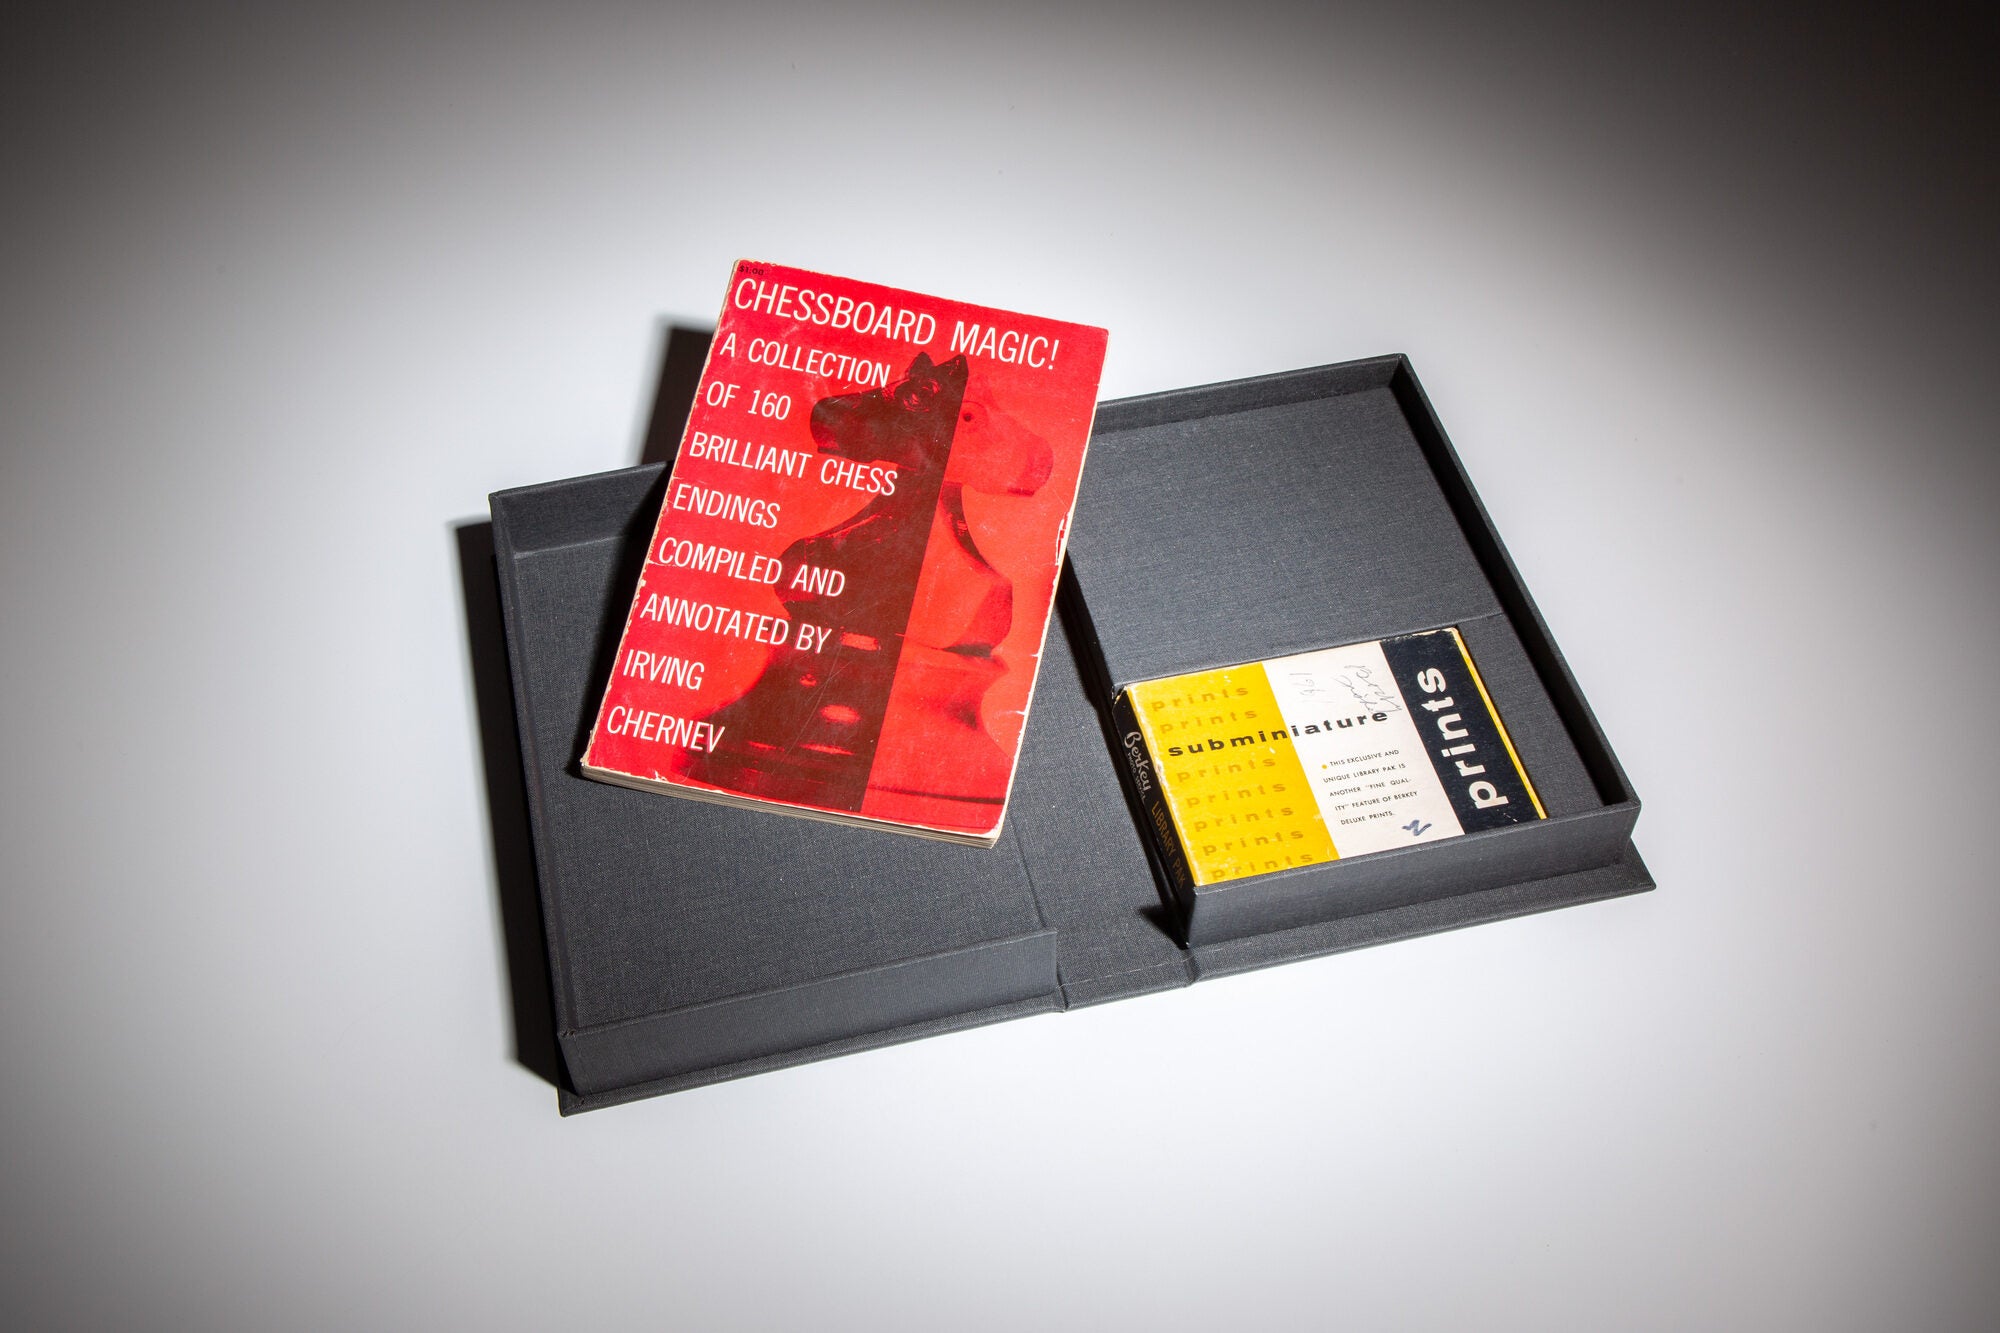 $1.00
CHESSBOARD MAGIC!
A COLLECTION
OF 160
BRILLIANT CHESS
ENDINGS
COMPILED AND
ANNOTATED BY
IRVING
CHERNEV
prints
prints
subminiature
prints
prints
prints
prints
prints
THIS EXCLUSIVE AND
UNIQUE LIBRARY PAK IS
ANOTHER "FINE QUAL-
ITY" FEATURE OF BERKEY
DELUXE PRINTS.
prints
Berkey
PHOTO SERVICE
LIBRARY PAK